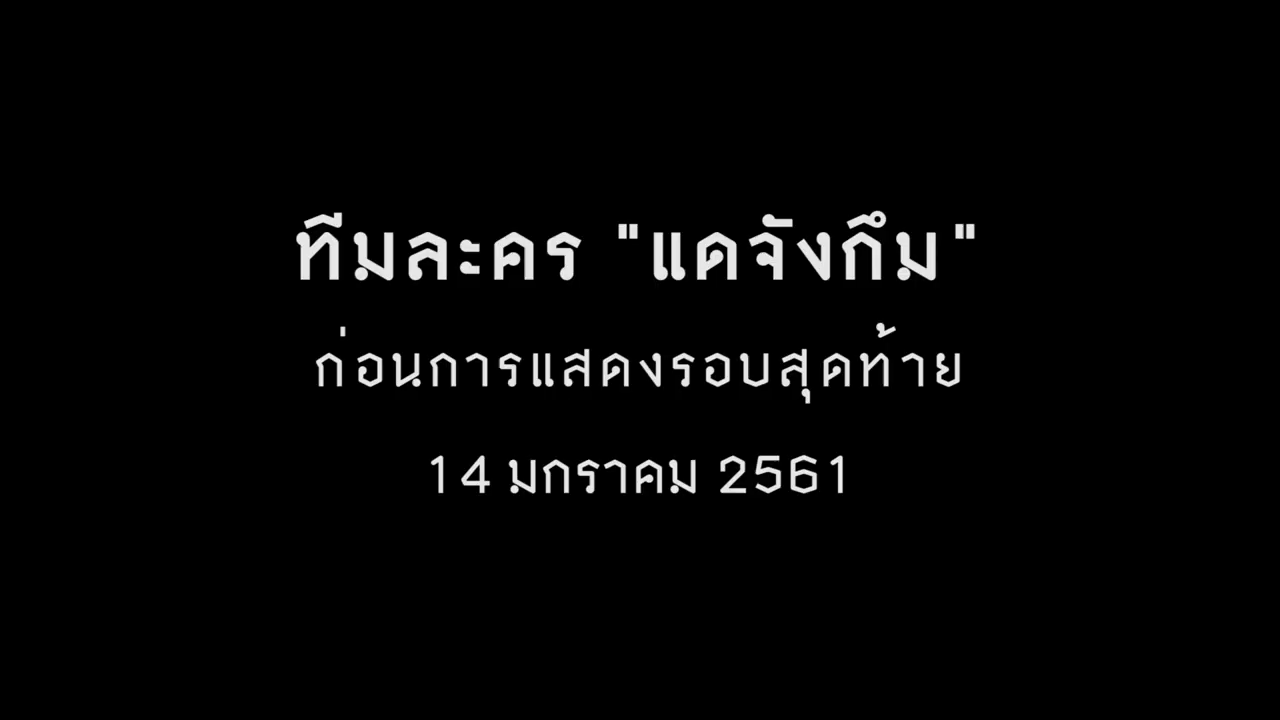 ทีมละคร "แดจังกึม"
ก่อนการแสดงรอบสุดท้าย
14 มกราคม 2561